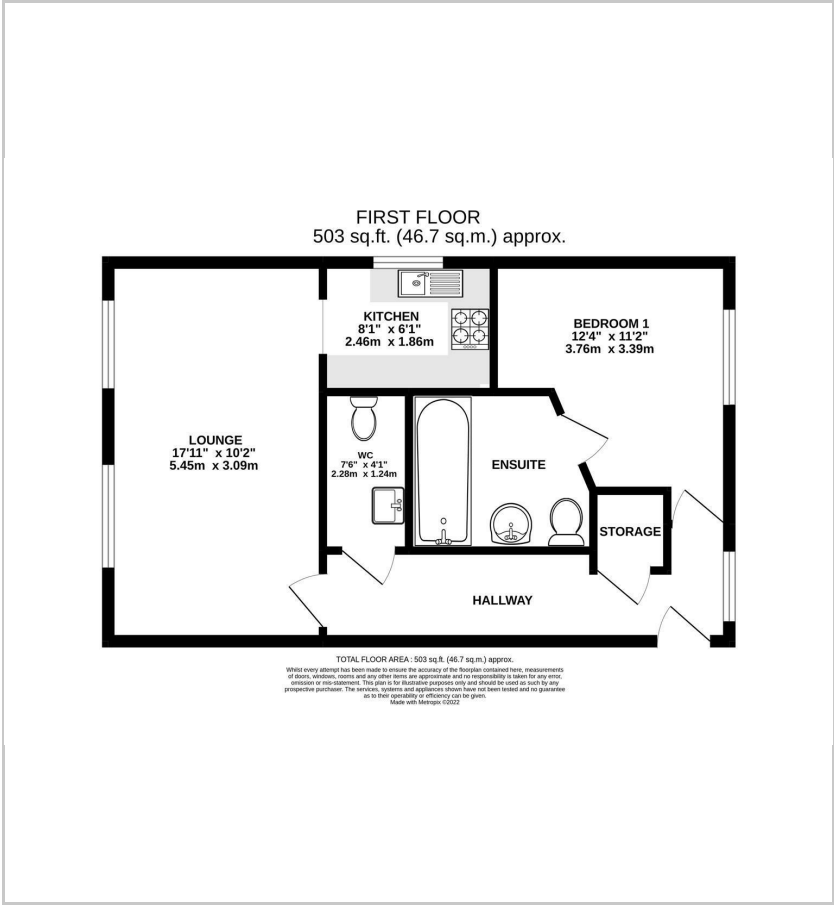 FIRST FLOOR
503 sq.ft. (46.7 sq.m.) approx.
KITCHEN
8'1" x 6'1"
2.46m x 1.86m
BEDROOM 1
12'4" x 11'2"
3.76m x 3.39m
LOUNGE
17'11" x 10'2"
5.45m x 3.09m
WC
7'6" x 4'1"
2.28m x 1.24m
ENSUITE
STORAGE
HALLWAY
TOTAL FLOOR AREA : 503 sq.ft. (46.7 sq.m.) approx.
Whilst every attempt has been made to ensure the accuracy of the floorplan contained here, measurements
of doors, windows, rooms and any other items are approximate and no responsibility is taken for any error,
omission or mis-statement. This plan is for illustrative purposes only and should be used as such by any
prospective purchaser. The services, systems and appliances shown have not been tested and no guarantee
as to their operability or efficiency can be given.
Made with Metropix ©2022